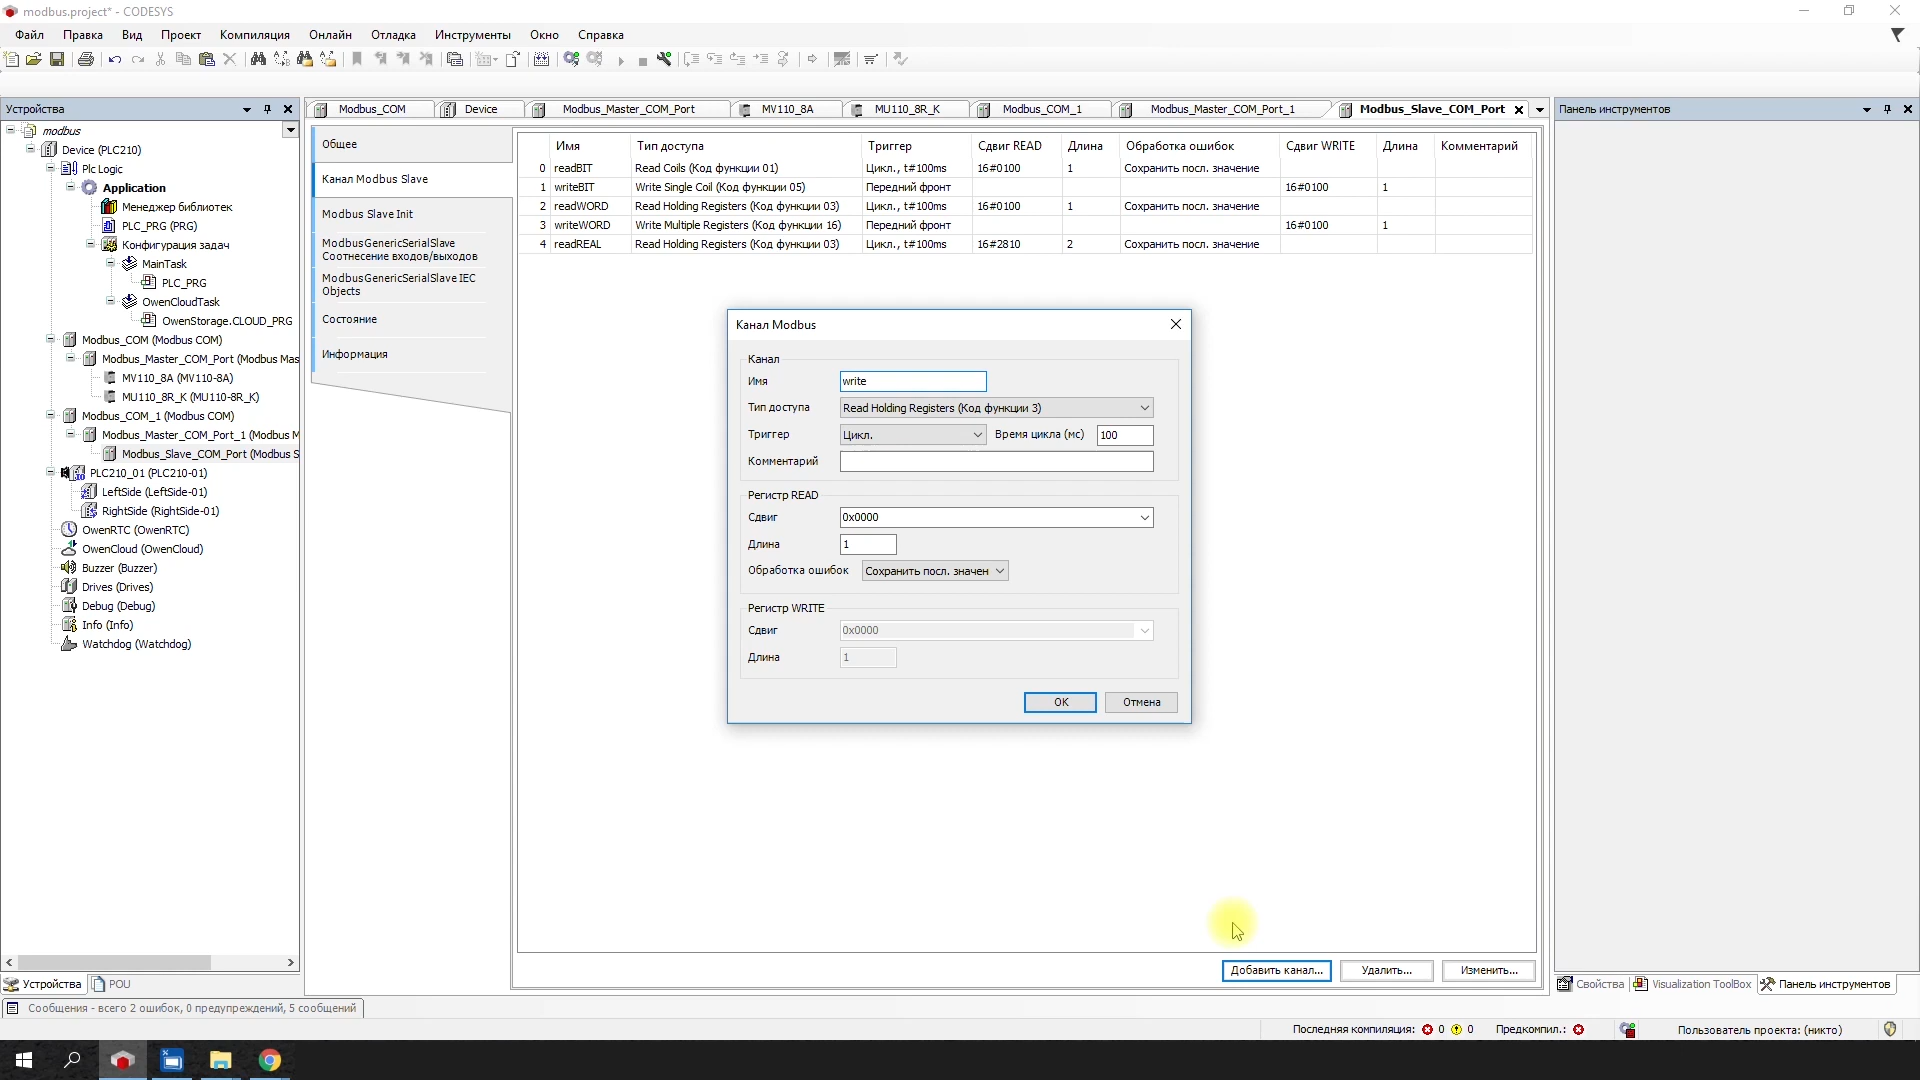 modbus.project* - CODESYS
Файл Правка Вид Проект Компиляция Онлайн Отладка Инструменты Окно Справка
Устройства
modbus
Device (PLC210)
Plc Logic
Application
Менеджер библиотек
PLC_PRG (PRG)
Конфигурация задач
MainTask
PLC_PRG
OwenCloudTask
OwenStorage.CLOUD_PRG
Modbus_COM (Modbus COM)
Modbus_Master_COM_Port (Modbus Mas
MV110_8A (MV110-8A)
MU110_8R_K (MU110-8R_K)
Modbus_COM_1 (Modbus COM)
Modbus_Master_COM_Port_1 (Modbus M
Modbus_Slave_COM_Port (Modbus S
PLC210_01 (PLC210-01)
LeftSide (LeftSide-01)
RightSide (RightSide-01)
OwenRTC (OwenRTC)
OwenCloud (OwenCloud)
Buzzer (Buzzer)
Drives (Drives)
Debug (Debug)
Info (Info)
Watchdog (Watchdog)
Устройства POU
Modbus_COM Device Modbus_Master_COM_Port MV110_8A MU110_8R_K Modbus_COM_1 Modbus_Master_COM_Port_1 Modbus_Slave_COM_Port
Общее
Канал Modbus Slave
Modbus Slave Init
ModbusGenericSerialSlave
Соотнесение входов/выходов
ModbusGenericSerialSlave IEC
Objects
Состояние
Информация
Имя Тип доступа Триггер Сдвиг READ Длина Обработка ошибок Сдвиг WRITE Длина Комментарий
0 readBIT Read Coils (Код функции 01) Цикл., t#100ms 16#0100 1 Сохранить посл. значение
1 writeBIT Write Single Coil (Код функции 05) Передний фронт 16#0100 1
2 readWORD Read Holding Registers (Код функции 03) Цикл., t#100ms 16#0100 1 Сохранить посл. значение
3 writeWORD Write Multiple Registers (Код функции 16) Передний фронт 16#0100 1
4 readREAL Read Holding Registers (Код функции 03) Цикл., t#100ms 16#2810 2 Сохранить посл. значение
Канал Modbus
Канал
Имя write
Тип доступа Read Holding Registers (Код функции 3)
Триггер Цикл. Время цикла (мс) 100
Комментарий
Регистр READ
Сдвиг 0x0000
Длина 1
Обработка ошибок Сохранить посл. значен
Регистр WRITE
Сдвиг 0x0000
Длина 1
OK Отмена
Добавить канал... Удалить... Изменить...
Панель инструментов
Свойства Visualization ToolBox Панель инструментов
Сообщения - всего 2 ошибок, 0 предупреждений, 5 сообщений
Последняя компиляция: 0 0 Предкомпил.: Пользователь проекта: (никто)